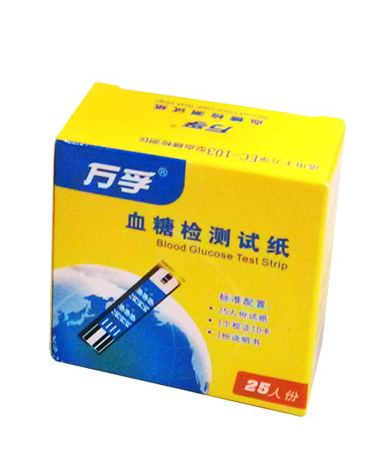 万孚
血糖检测试纸
适用于万孚EC-103型血糖检测仪
万孚®
血糖检测试纸
Blood Glucose Test Strip
标准配置:
•25人份试纸
•1个校正ID卡
•1份说明书
25人份